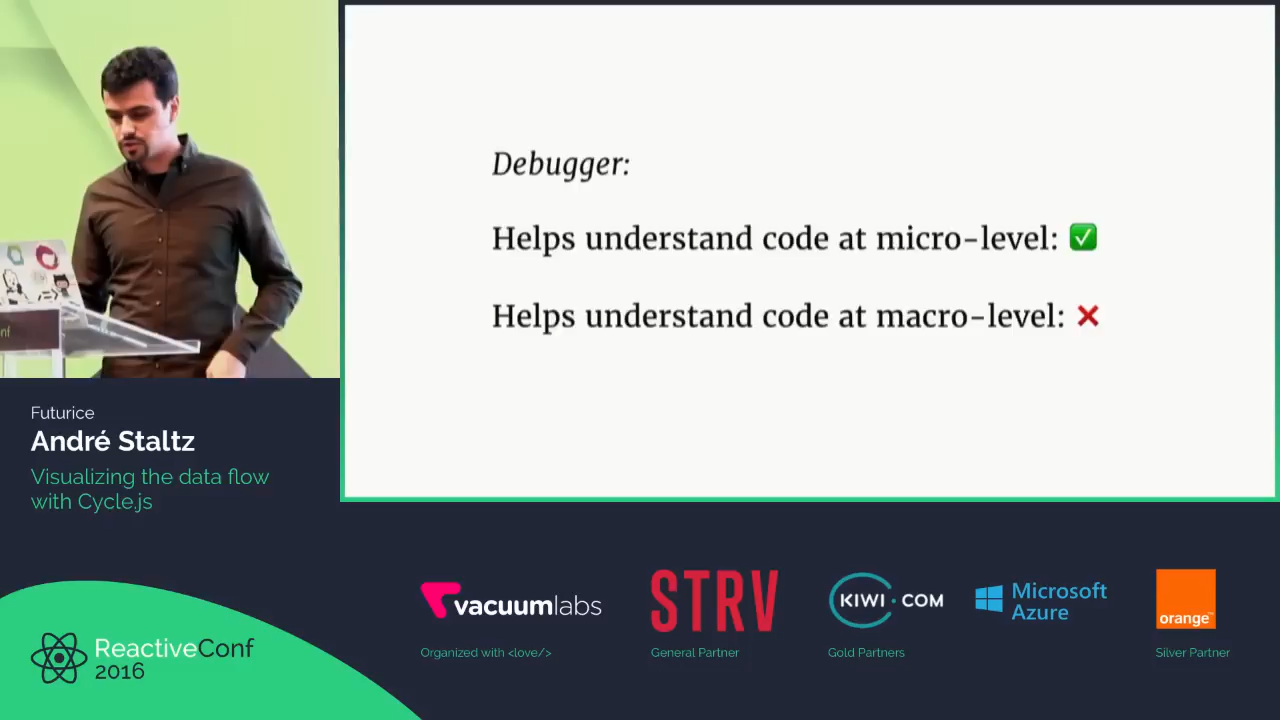 Debugger:
Helps understand code at micro-level: ✅
Helps understand code at macro-level: ❌
nf
Futurice
André Staltz
Visualizing the data flow
with Cycle.js
ReactiveConf
2016
vacuumlabs
Organized with <love/>
STRV
General Partner
KIWI.COM
Gold Partners
Microsoft
Azure
orange™
Silver Partner